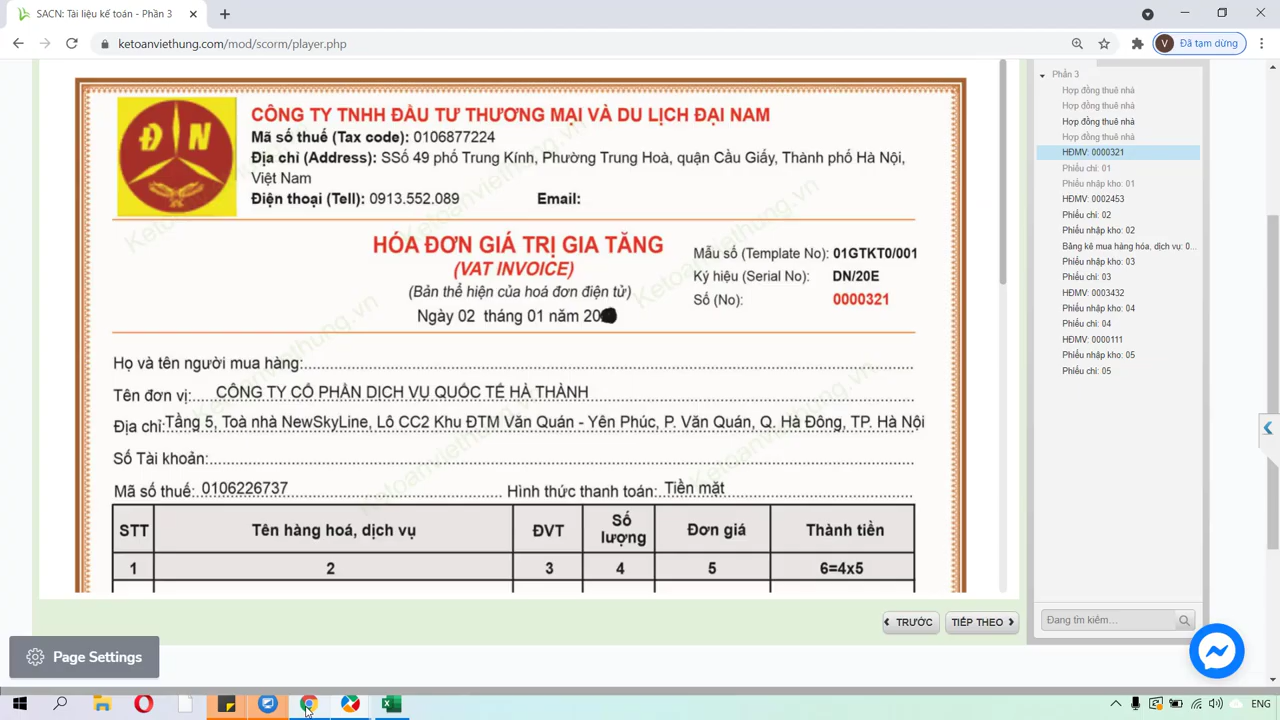 SACN: Tài liệu kế toán - Phần 3
ketoanviethung.com/mod/scorm/player.php
V Đã tạm dừng
ĐN
CÔNG TY TNHH ĐẦU TƯ THƯƠNG MẠI VÀ DU LỊCH ĐẠI NAM
Mã số thuế (Tax code): 0106877224
Địa chỉ (Address): SSố 49 phố Trung Kính, Phường Trung Hoà, quận Cầu Giấy, Thành phố Hà Nội,
Việt Nam
Điện thoại (Tell): 0913.552.089 Email:
HÓA ĐƠN GIÁ TRỊ GIA TĂNG
(VAT INVOICE)
(Bản thể hiện của hoá đơn điện tử)
Ngày 02 tháng 01 năm 20
Mẫu số (Template No): 01GTKT0/001
Ký hiệu (Serial No): DN/20E
Số (No): 0000321
Họ và tên người mua hàng:
Tên đơn vị: CÔNG TY CỔ PHẦN DỊCH VỤ QUỐC TẾ HÀ THÀNH
Địa chỉ: Tầng 5, Toà nhà NewSkyLine, Lô CC2 Khu ĐTM Văn Quán - Yên Phúc, P. Văn Quán, Q. Hà Đông, TP. Hà Nội
Số Tài khoản:
Mã số thuế: 0106226737 Hình thức thanh toán: Tiền mặt
STT Tên hàng hoá, dịch vụ ĐVT Số lượng Đơn giá Thành tiền
1 2 3 4 5 6=4x5
Ketoanviethung.vn
TRƯỚC TIẾP THEO
Phần 3
Hợp đồng thuê nhà
Hợp đồng thuê nhà
Hợp đồng thuê nhà
Hợp đồng thuê nhà
HĐMV: 0000321
Phiếu chi: 01
Phiếu nhập kho: 01
HĐMV: 0002453
Phiếu chi: 02
Phiếu nhập kho: 02
Bảng kê mua hàng hóa, dịch vụ: 0...
Phiếu nhập kho: 03
Phiếu chi: 03
HĐMV: 0003432
Phiếu nhập kho: 04
Phiếu chi: 04
HĐMV: 0000111
Phiếu nhập kho: 05
Phiếu chi: 05
Đang tìm kiếm...
Page Settings
ENG